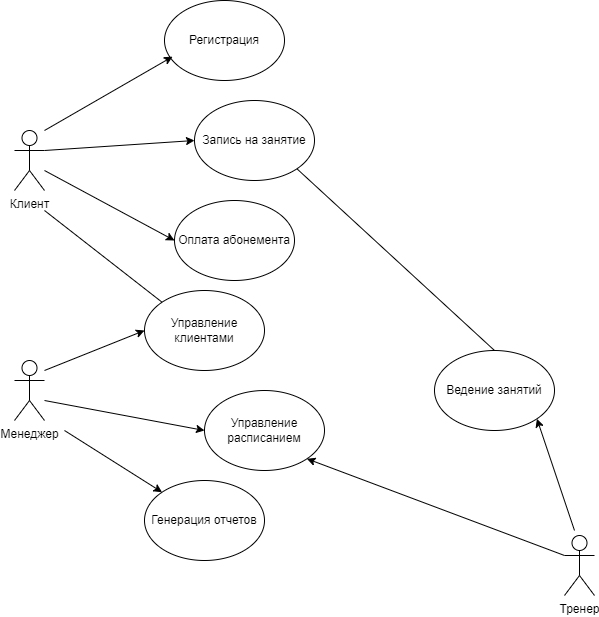 Регистрация
Запись на занятие
Клиент
Оплата абонемента
Управление
клиентами
Ведение занятий
Менеджер
Управление
расписанием
Генерация отчетов
Тренер